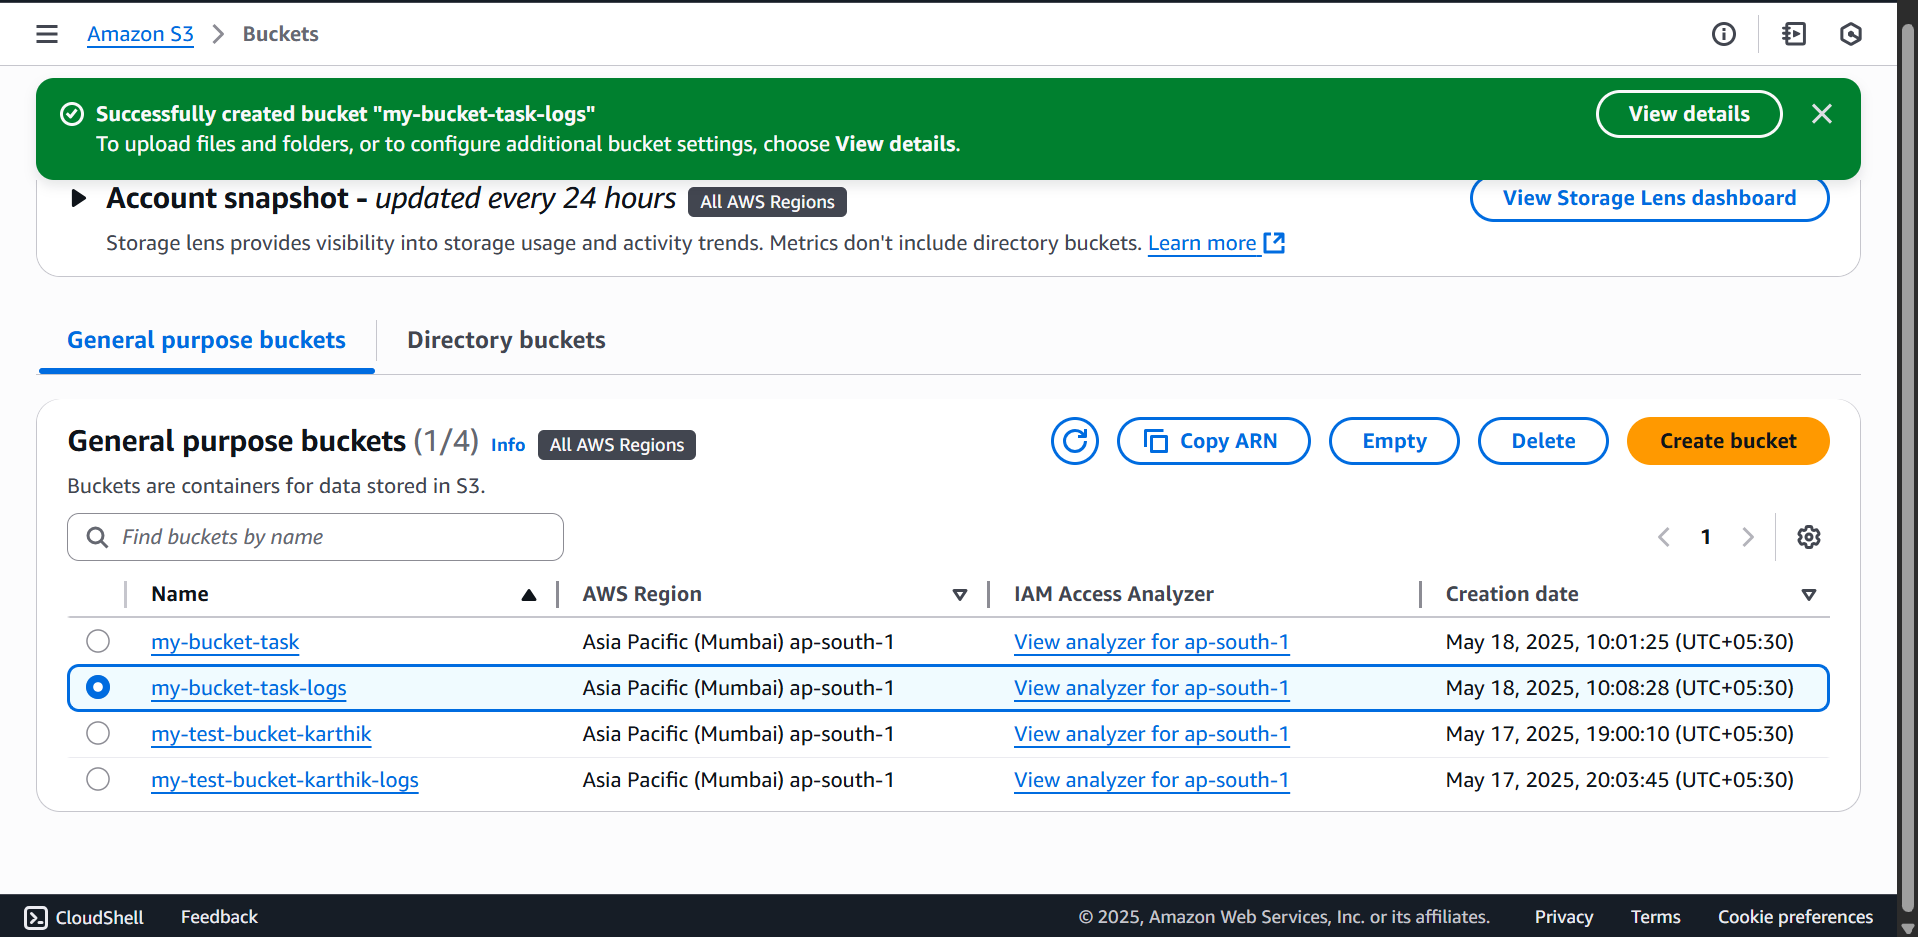 Amazon S3 Buckets
Successfully created bucket "my-bucket-task-logs"
To upload files and folders, or to configure additional bucket settings, choose View details.
View details
Account snapshot - updated every 24 hours All AWS Regions
View Storage Lens dashboard
Storage lens provides visibility into storage usage and activity trends. Metrics don't include directory buckets. Learn more
General purpose buckets Directory buckets
General purpose buckets (1/4) Info All AWS Regions
Copy ARN Empty Delete Create bucket
Buckets are containers for data stored in S3.
Find buckets by name
1
Name AWS Region IAM Access Analyzer Creation date
my-bucket-task Asia Pacific (Mumbai) ap-south-1 View analyzer for ap-south-1 May 18, 2025, 10:01:25 (UTC+05:30)
my-bucket-task-logs Asia Pacific (Mumbai) ap-south-1 View analyzer for ap-south-1 May 18, 2025, 10:08:28 (UTC+05:30)
my-test-bucket-karthik Asia Pacific (Mumbai) ap-south-1 View analyzer for ap-south-1 May 17, 2025, 19:00:10 (UTC+05:30)
my-test-bucket-karthik-logs Asia Pacific (Mumbai) ap-south-1 View analyzer for ap-south-1 May 17, 2025, 20:03:45 (UTC+05:30)
CloudShell Feedback © 2025, Amazon Web Services, Inc. or its affiliates. Privacy Terms Cookie preferences